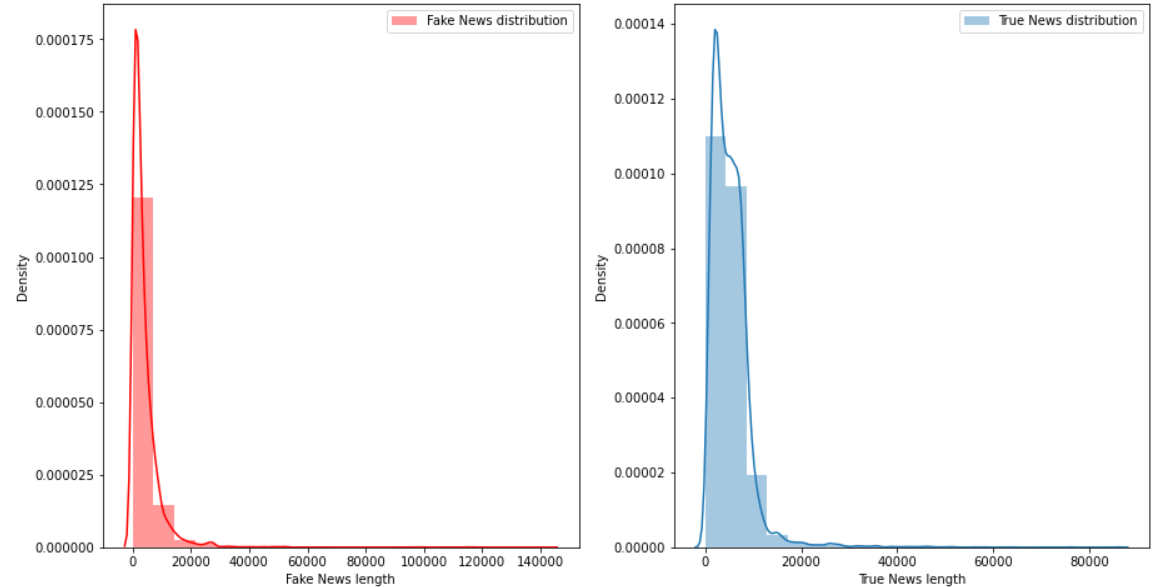 Fake News distribution
0.000175
0.000150
0.000125
0.000100
0.000075
0.000050
0.000025
0.000000
Density
0 20000 40000 60000 80000 100000 120000 140000
Fake News length
True News distribution
0.00014
0.00012
0.00010
0.00008
0.00006
0.00004
0.00002
0.00000
Density
0 20000 40000 60000 80000
True News length